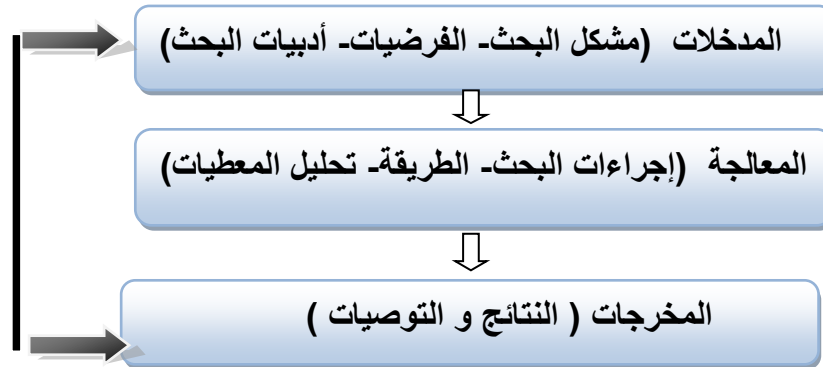 المدخلات (مشكل البحث- الفرضيات- أدبيات البحث)
المعالجة (إجراءات البحث- الطريقة- تحليل المعطيات)
المخرجات ( النتائج و التوصيات )